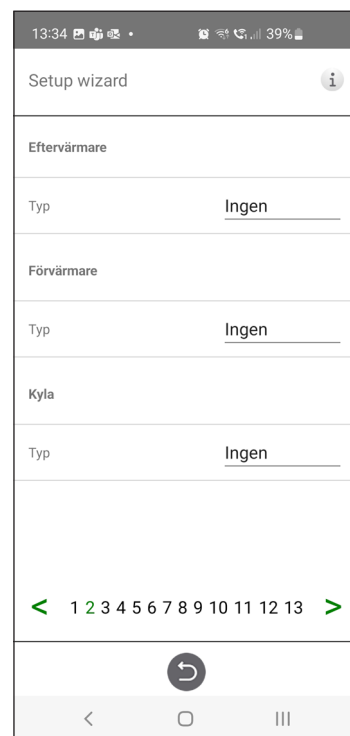 13:34 39%
Setup wizard i
Eftervärmare
Typ Ingen
Förvärmare
Typ Ingen
Kyla
Typ Ingen
< 1 2 3 4 5 6 7 8 9 10 11 12 13 >